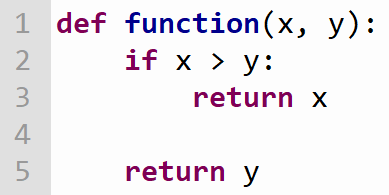 1 def function(x, y):
2     if x > y:
3         return x
4
5     return y